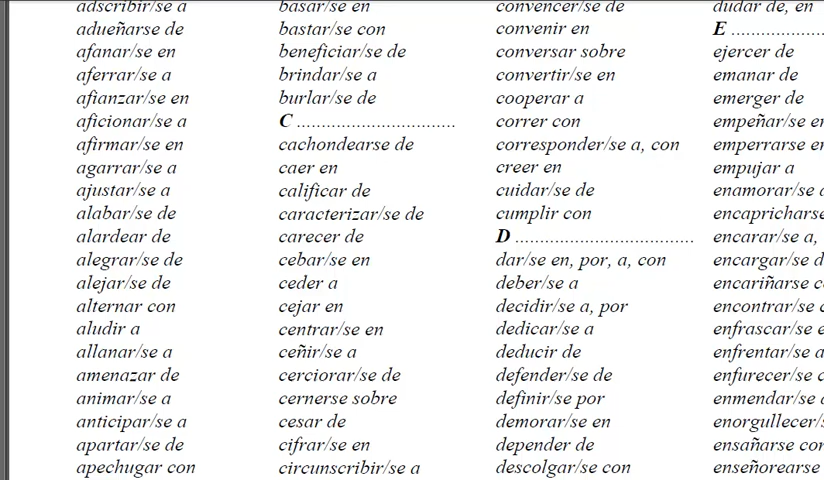 adscribir/se a
adueñarse de
afanar/se en
aferrar/se a
afianzar/se en
aficionar/se a
afirmar/se en
agarrar/se a
ajustar/se a
alabar/se de
alardear de
alegrar/se de
alejar/se de
alternar con
aludir a
allanar/se a
amenazar de
animar/se a
anticipar/se a
apartar/se de
apechugar con
basar/se en
bastar/se con
beneficiar/se de
brindar/se a
burlar/se de
C ................................
cachondearse de
caer en
calificar de
caracterizar/se de
carecer de
cebar/se en
ceder a
cejar en
centrar/se en
ceñir/se a
cerciorar/se de
cernerse sobre
cesar de
cifrar/se en
circunscribir/se a
convencer/se de
convenir en
conversar sobre
convertir/se en
cooperar a
correr con
corresponder/se a, con
creer en
cuidar/se de
cumplir con
D ....................................
dar/se en, por, a, con
deber/se a
decidir/se a, por
dedicar/se a
deducir de
defender/se de
definir/se por
demorar/se en
depender de
descolgar/se con
dudar de, en
E ...................
ejercer de
emanar de
emerger de
empeñar/se en
emperrarse en
empujar a
enamorar/se
encapricharse
encarar/se a,
encargar/se d
encariñarse c
encontrar/se
enfrascar/se e
enfrentar/se a
enfurecer/se c
enmendar/se
enorgullecer/s
ensañarse con
enseñorearse